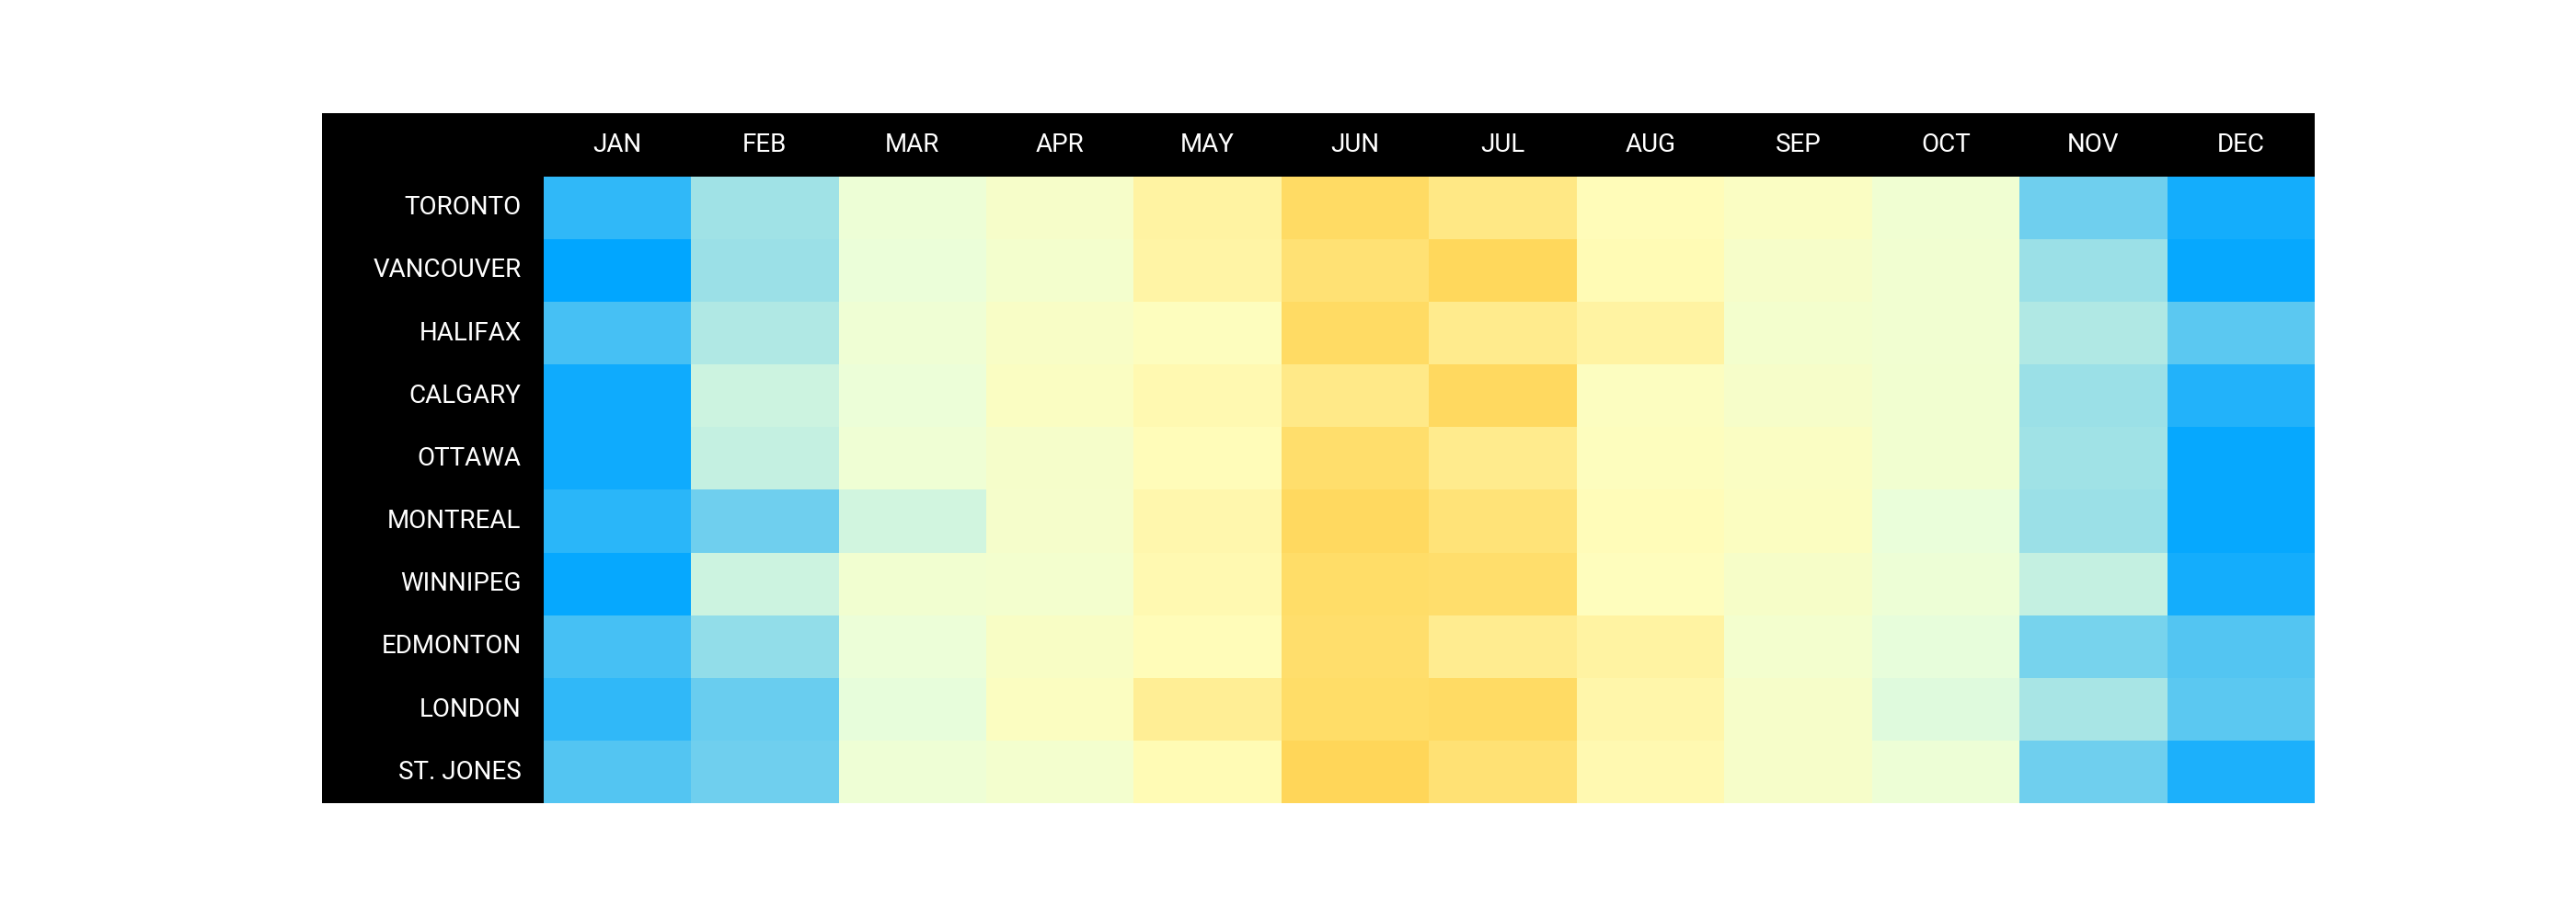 JAN FEB MAR APR MAY JUN JUL AUG SEP OCT NOV DEC
TORONTO
VANCOUVER
HALIFAX
CALGARY
OTTAWA
MONTREAL
WINNIPEG
EDMONTON
LONDON
ST. JONES